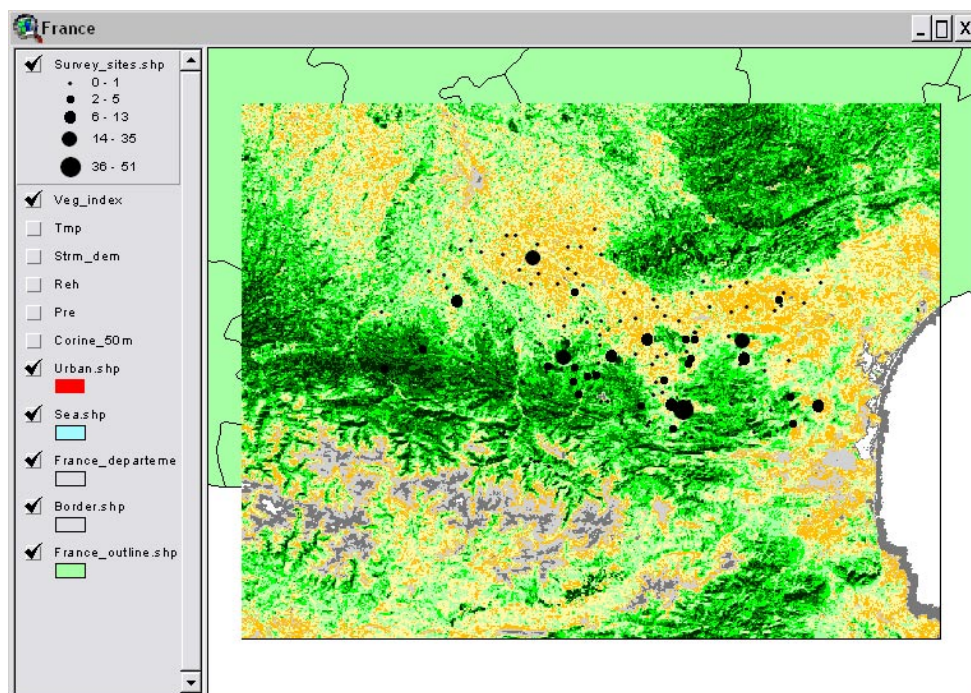 France
Survey_sites.shp
0 - 1
2 - 5
6 - 13
14 - 35
36 - 51
Veg_index
Tmp
Strm_dem
Reh
Pre
Corine_50m
Urban.shp
Sea.shp
France_departeme
Border.shp
France_outline.shp